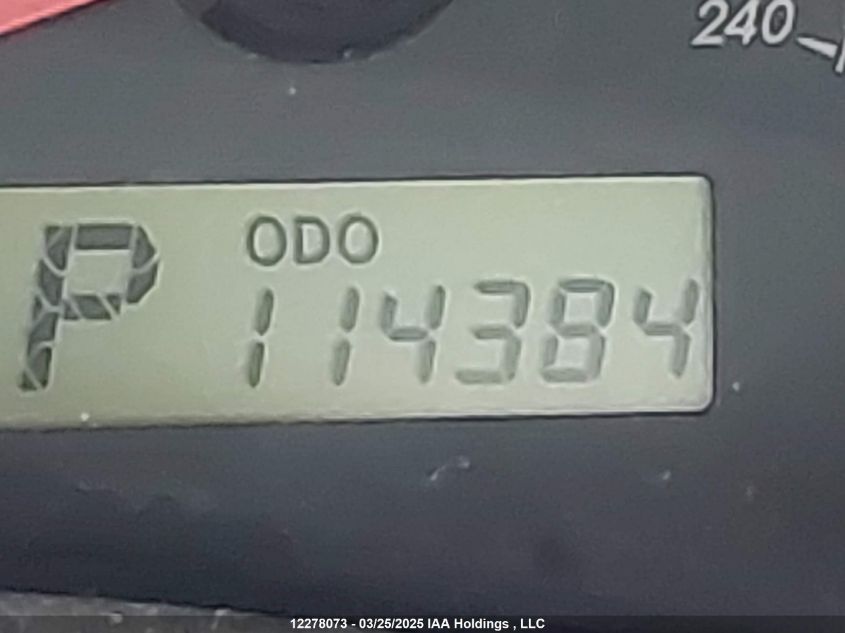 240
P
ODO
114384
12278073 - 03/25/2025 IAA Holdings , LLC